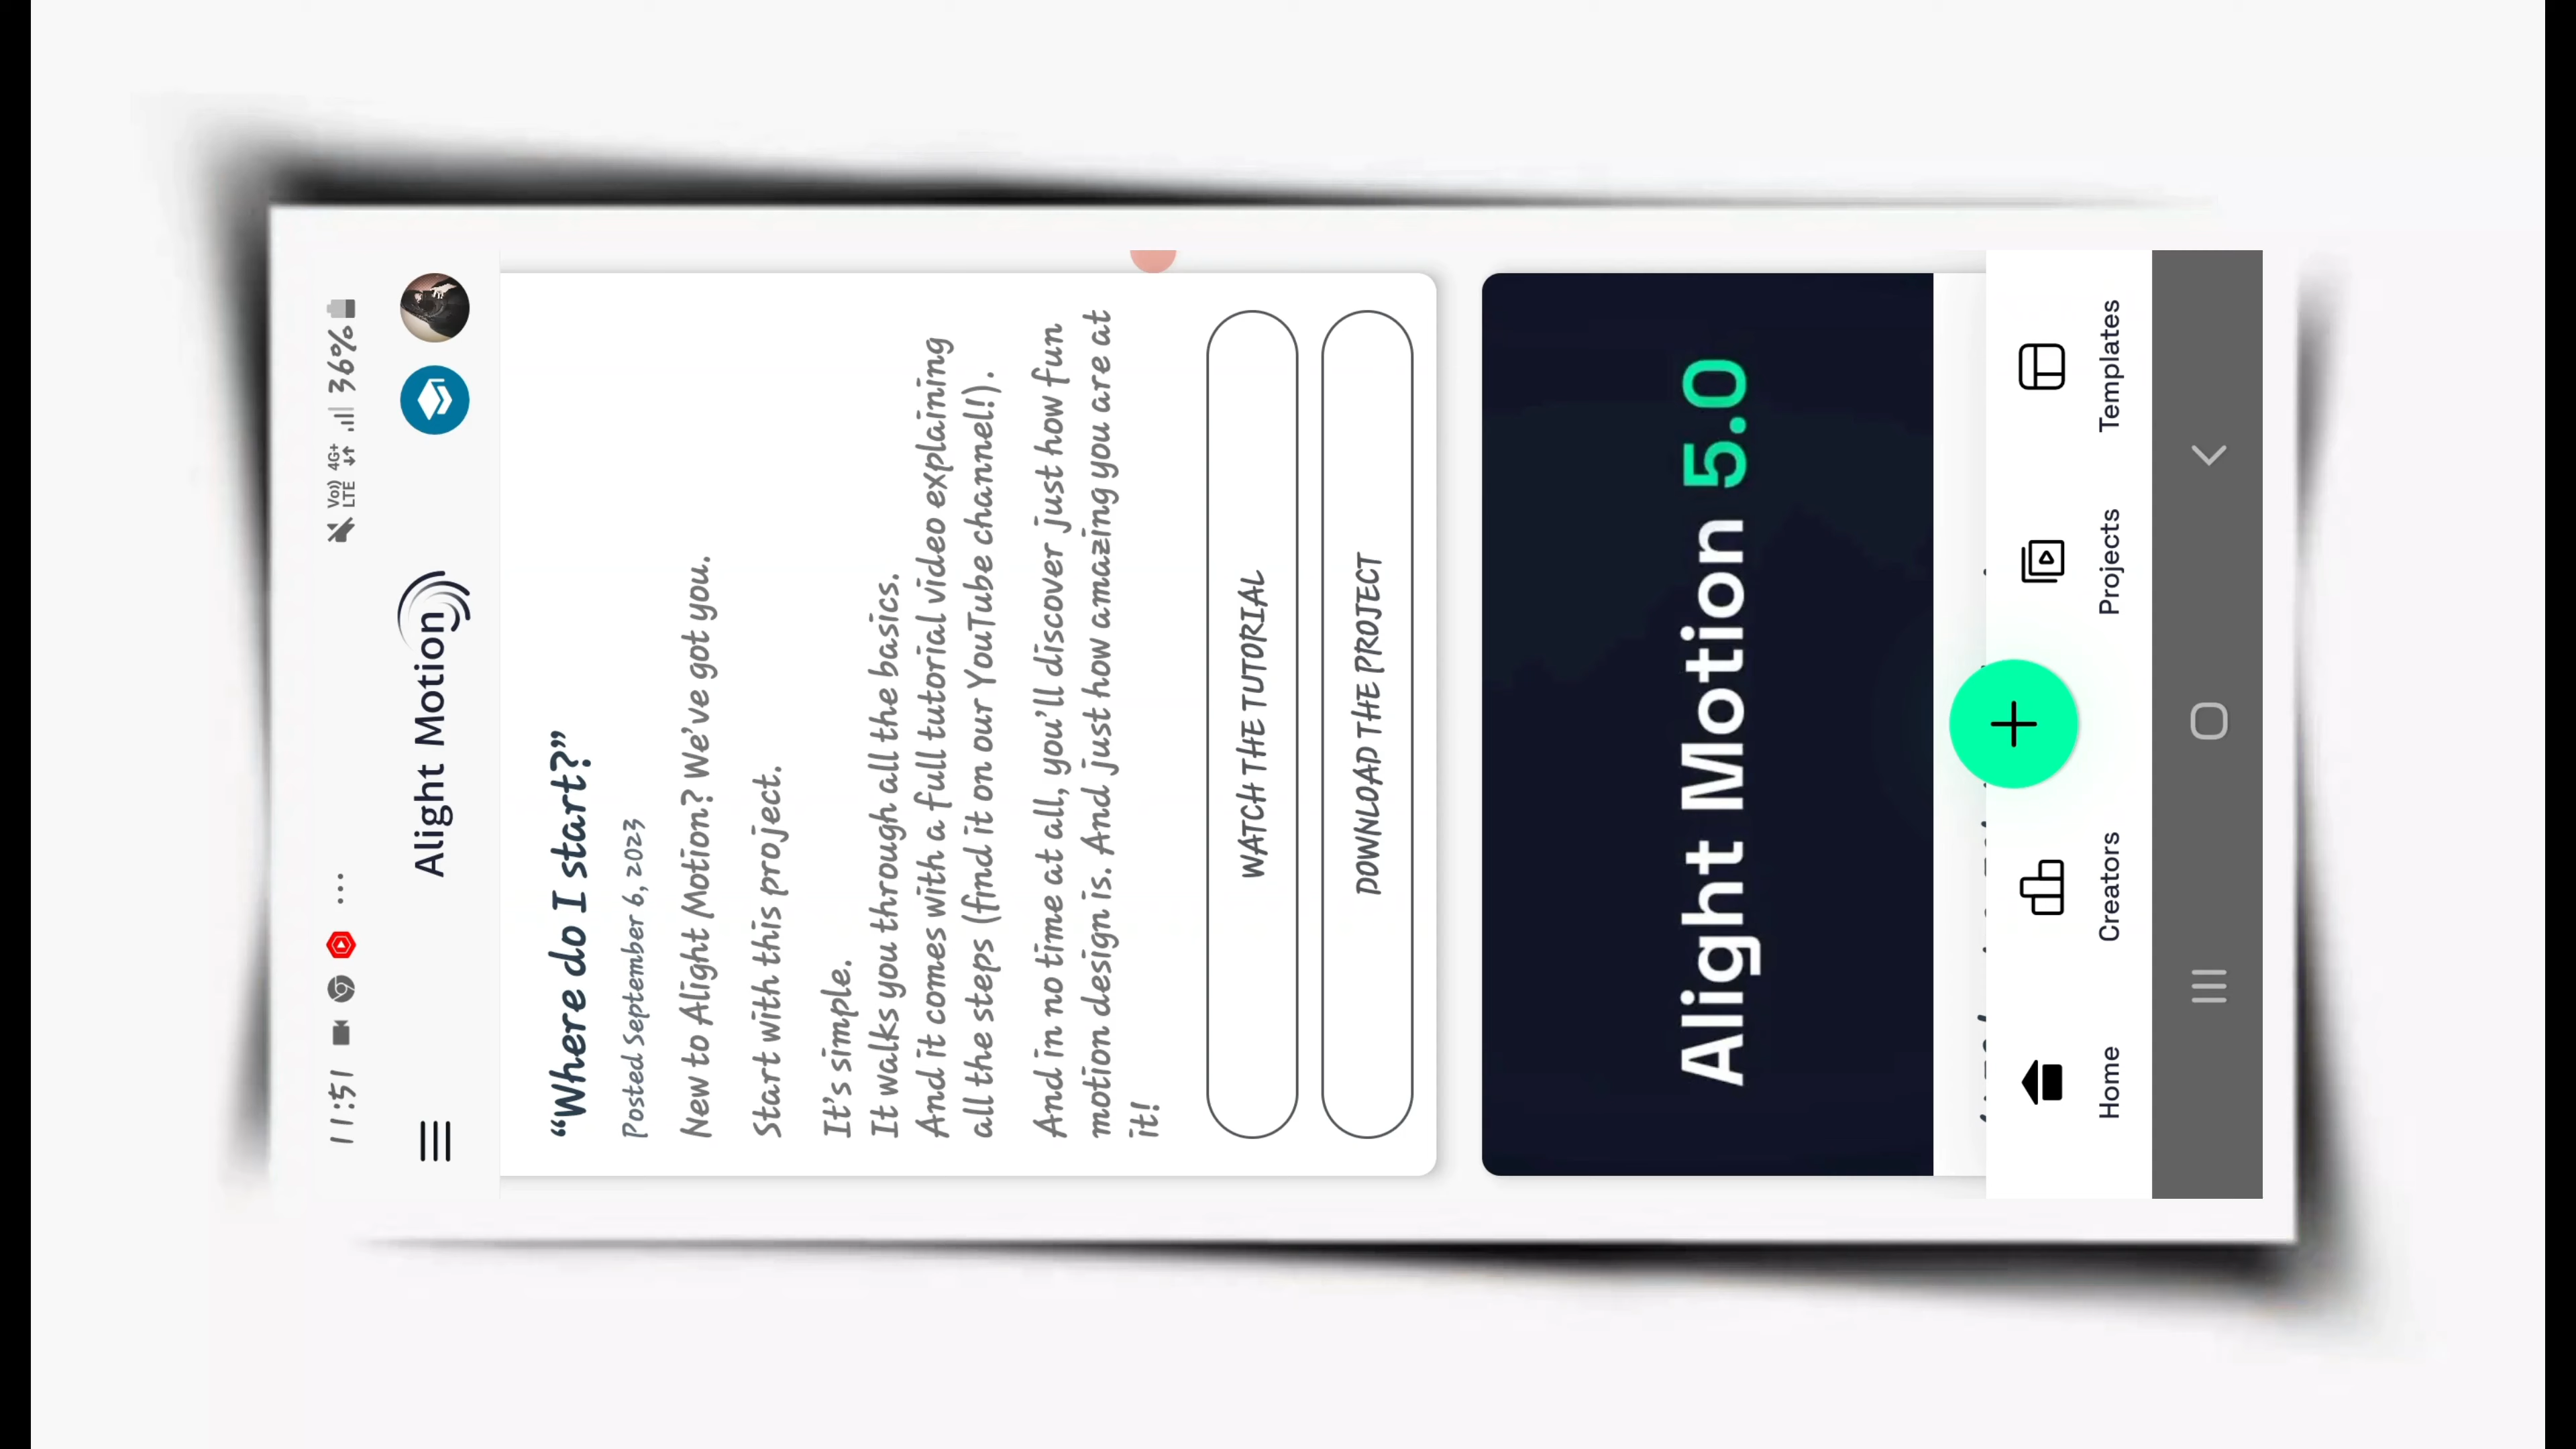 11:51
Vo)) 4G+
LTE
36%
Alight Motion
“Where do I start?”
Posted September 6, 2023
New to Alight Motion? We've got you.
Start with this project.
It's simple.
It walks you through all the basics.
And it comes with a full tutorial video explaining
all the steps (find it on our YouTube channel!).
And in no time at all, you'll discover just how fun
motion design is. And just how amazing you are at
it!
WATCH THE TUTORIAL
DOWNLOAD THE PROJECT
Alight Motion 5.0
Home
Creators
Projects
Templates